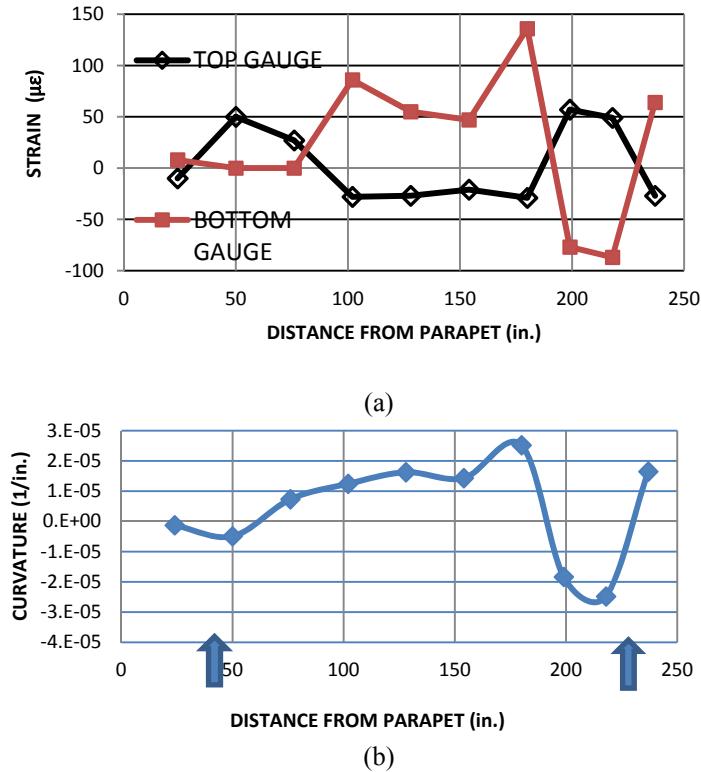 150
100
50
0
-50
-100
STRAIN (με)
TOP GAUGE
BOTTOM
GAUGE
0 50 100 150 200 250
DISTANCE FROM PARAPET (in.)
(a)
3.E-05
2.E-05
1.E-05
0.E+00
-1.E-05
-2.E-05
-3.E-05
-4.E-05
CURVATURE (1/in.)
0 50 100 150 200 250
DISTANCE FROM PARAPET (in.)
(b)